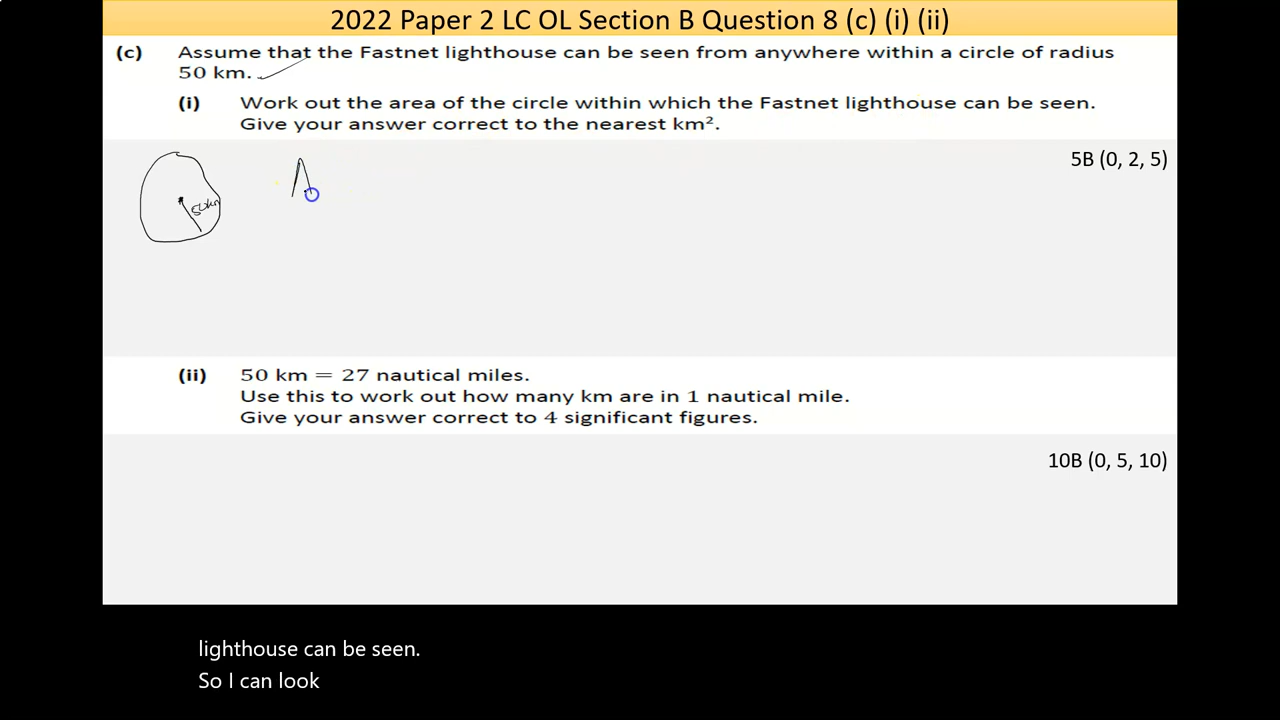 2022 Paper 2 LC OL Section B Question 8 (c) (i) (ii)
(c) Assume that the Fastnet lighthouse can be seen from anywhere within a circle of radius
50 km.
(i) Work out the area of the circle within which the Fastnet lighthouse can be seen.
Give your answer correct to the nearest km².
5B (0, 2, 5)
50km
(ii) 50 km = 27 nautical miles.
Use this to work out how many km are in 1 nautical mile.
Give your answer correct to 4 significant figures.
10B (0, 5, 10)
lighthouse can be seen.
So I can look